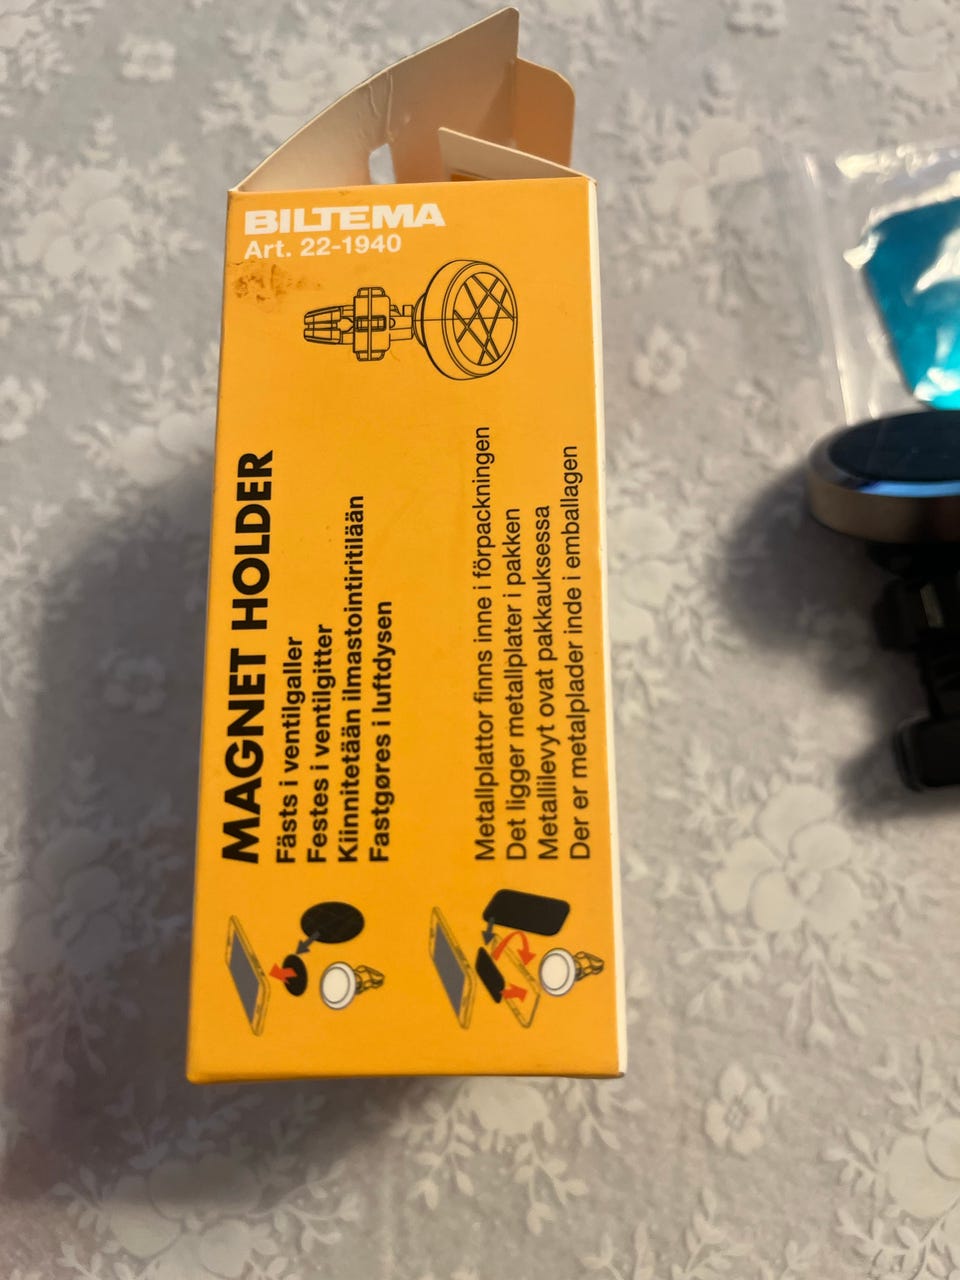 BILTEMA
Art. 22-1940
MAGNET HOLDER
Fästs i ventilgaller
Festes i ventilgitter
Kiinnitetään ilmastointiritilään
Fastgøres i luftdysen
Metallplattor finns inne i förpackningen
Det ligger metallplater i pakken
Metallilevyt ovat pakkauksessa
Der er metalplader inde i emballagen